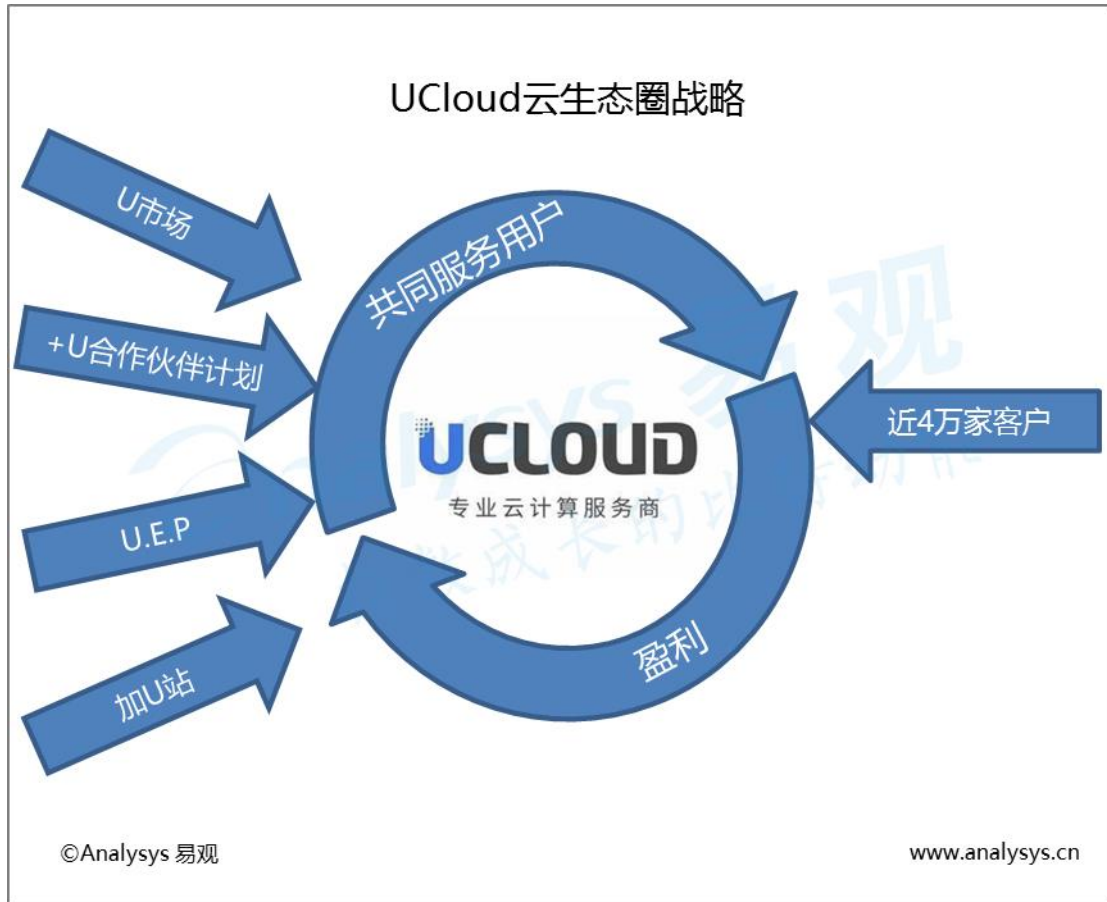 UCloud云生态圈战略
U市场
+U合作伙伴计划
U.E.P
加U站
共同服务用户
UCLOUD
专业云计算服务商
盈利
近4万家客户
©Analysys 易观
www.analysys.cn